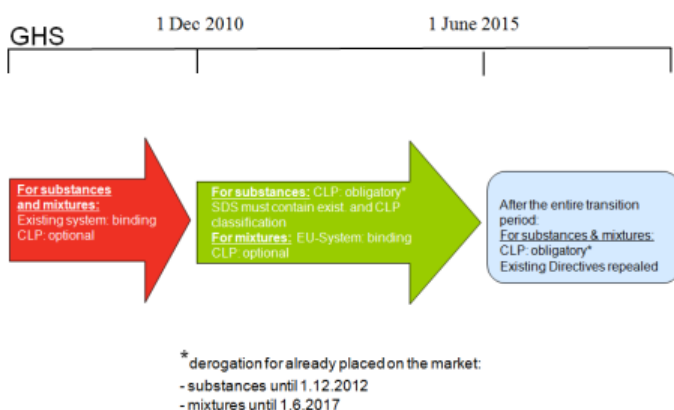 1 Dec 2010
1 June 2015
GHS
For substances
and mixtures:
Existing system: binding
CLP: optional
For substances: CLP: obligatory*
SDS must contain exist. and CLP
classification
For mixtures: EU-System: binding
CLP: optional
After the entire transition
period:
For substances & mixtures:
CLP: obligatory*
Existing Directives repealed
*derogation for already placed on the market:
- substances until 1.12.2012
- mixtures until 1.6.2017